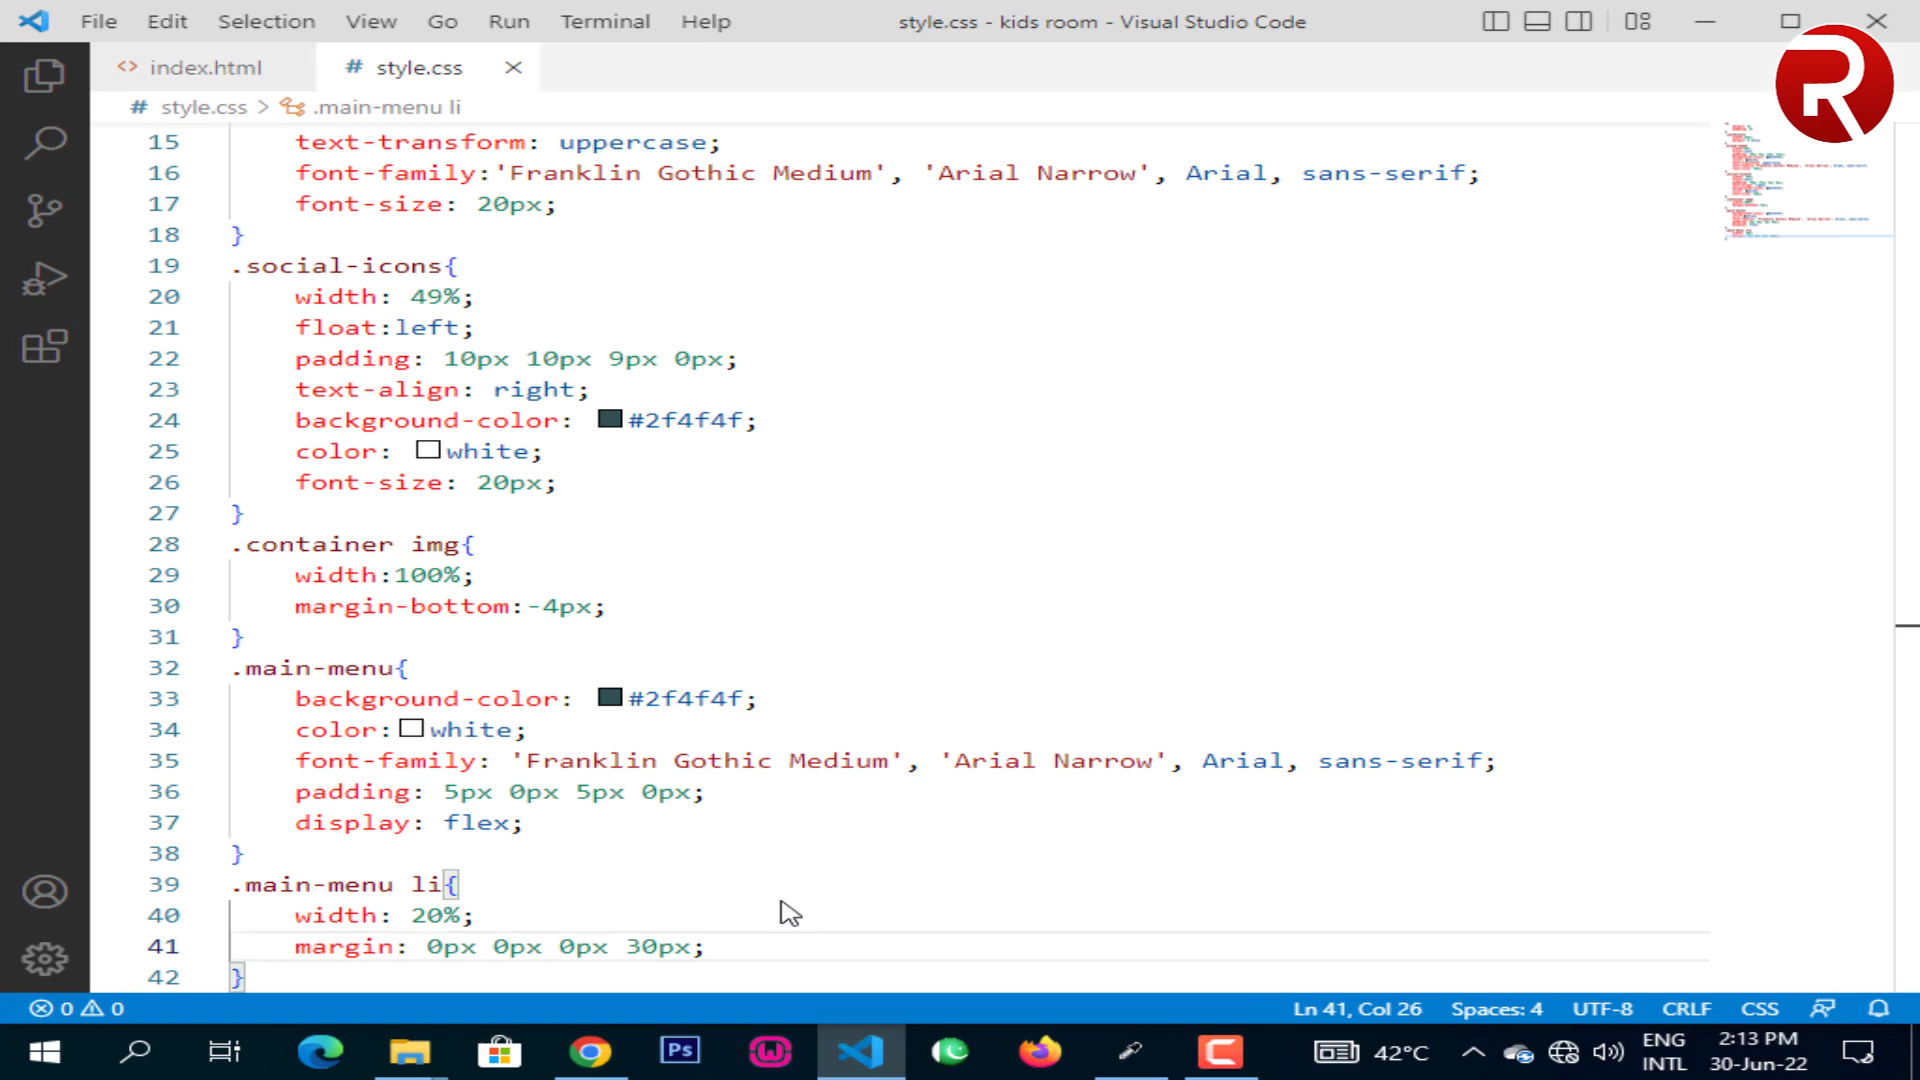 File Edit Selection View Go Run Terminal Help style.css - kids room - Visual Studio Code
<> index.html # style.css
# style.css > .main-menu li
15 text-transform: uppercase;
16 font-family:'Franklin Gothic Medium', 'Arial Narrow', Arial, sans-serif;
17 font-size: 20px;
18 }
19 .social-icons{
20 width: 49%;
21 float:left;
22 padding: 10px 10px 9px 0px;
23 text-align: right;
24 background-color: #2f4f4f;
25 color: white;
26 font-size: 20px;
27 }
28 .container img{
29 width:100%;
30 margin-bottom:-4px;
31 }
32 .main-menu{
33 background-color: #2f4f4f;
34 color:white;
35 font-family: 'Franklin Gothic Medium', 'Arial Narrow', Arial, sans-serif;
36 padding: 5px 0px 5px 0px;
37 display: flex;
38 }
39 .main-menu li{
40 width: 20%;
41 margin: 0px 0px 0px 30px;
42 }
0 0 Ln 41, Col 26 Spaces: 4 UTF-8 CRLF CSS
Ps 42°C ENG 2:13 PM
INTL 30-Jun-22
R